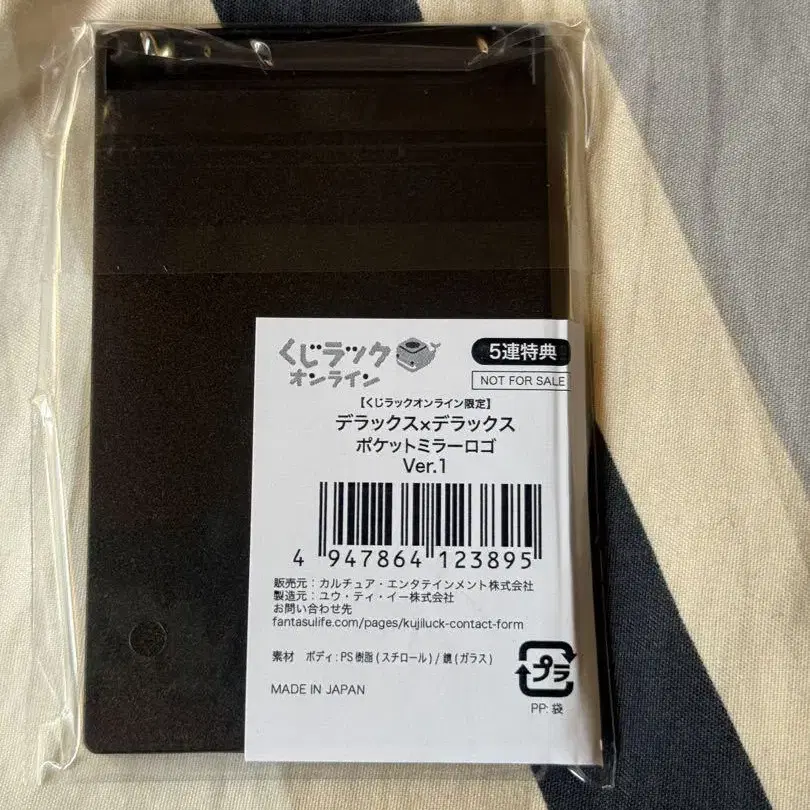 くじラック
オンライン
5連特典
NOT FOR SALE
【くじラックオンライン限定】
デラックス×デラックス
ポケットミラーロゴ
Ver.1
4 947864 123895
販売元：カルチュア・エンタテインメント株式会社
製造元：ユウ・ティ・イー株式会社
お問い合わせ先
fantasulife.com/pages/kujiluck-contact-form
素材 ボディ：PS樹脂(スチロール)/鏡(ガラス)
MADE IN JAPAN
プラ
PP: 袋